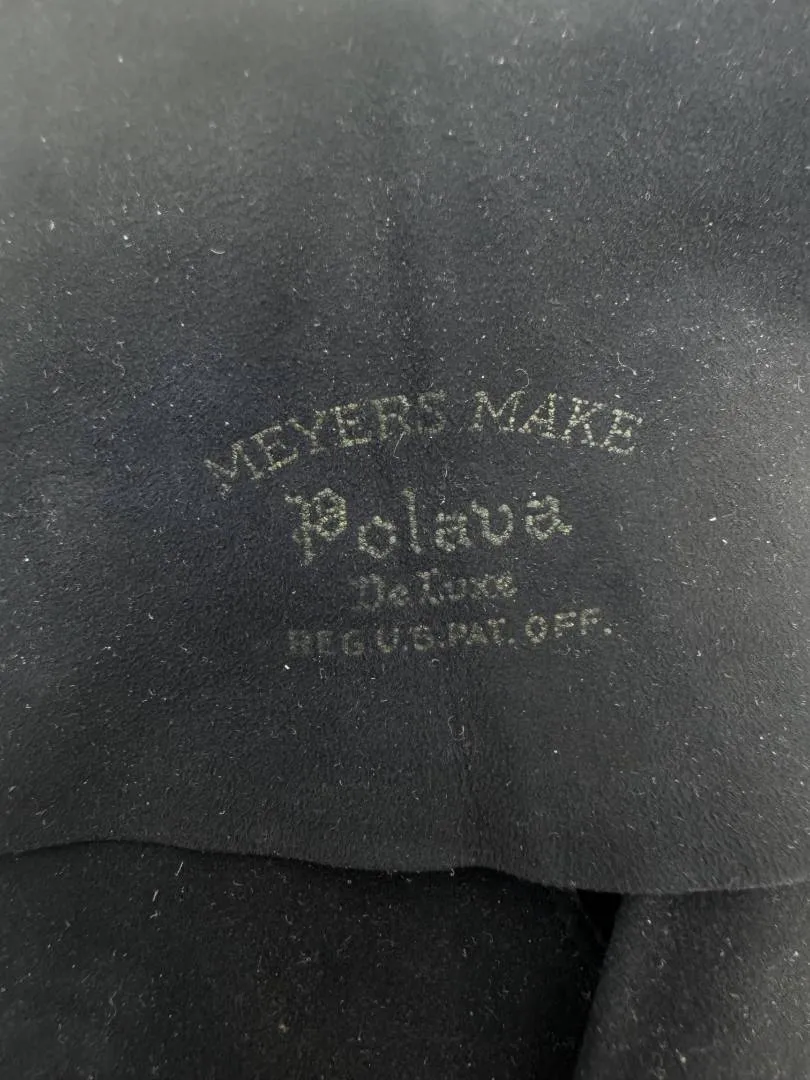 MEYERS MAKE
Polava
De Luxe
REG U.S. PAT. OFF.